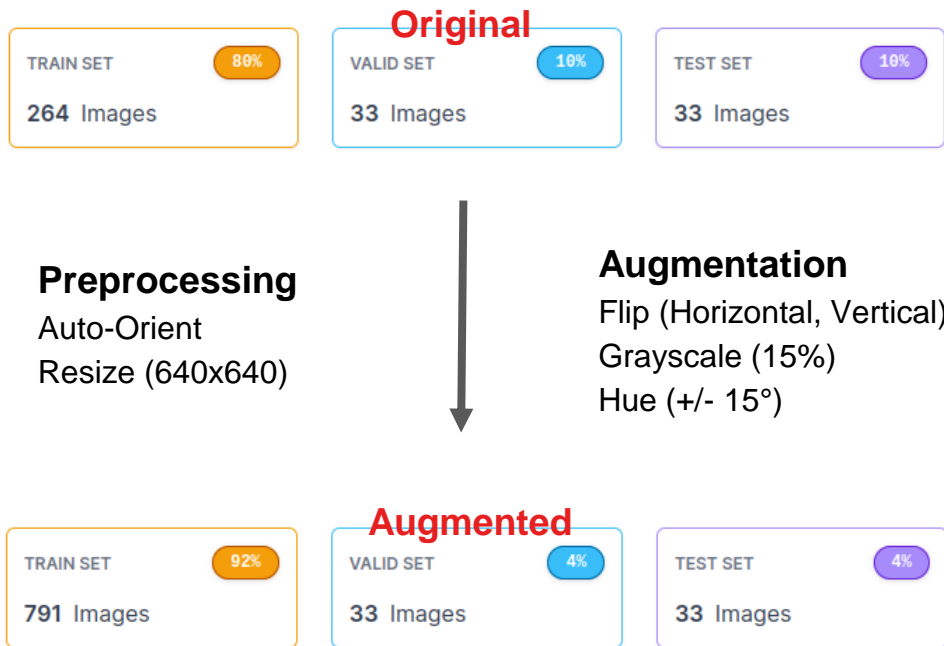 Original
TRAIN SET 80%
264 Images
VALID SET 10%
33 Images
TEST SET 10%
33 Images
Preprocessing
Auto-Orient
Resize (640x640)
Augmentation
Flip (Horizontal, Vertical)
Grayscale (15%)
Hue (+/- 15°)
Augmented
TRAIN SET 92%
791 Images
VALID SET 4%
33 Images
TEST SET 4%
33 Images